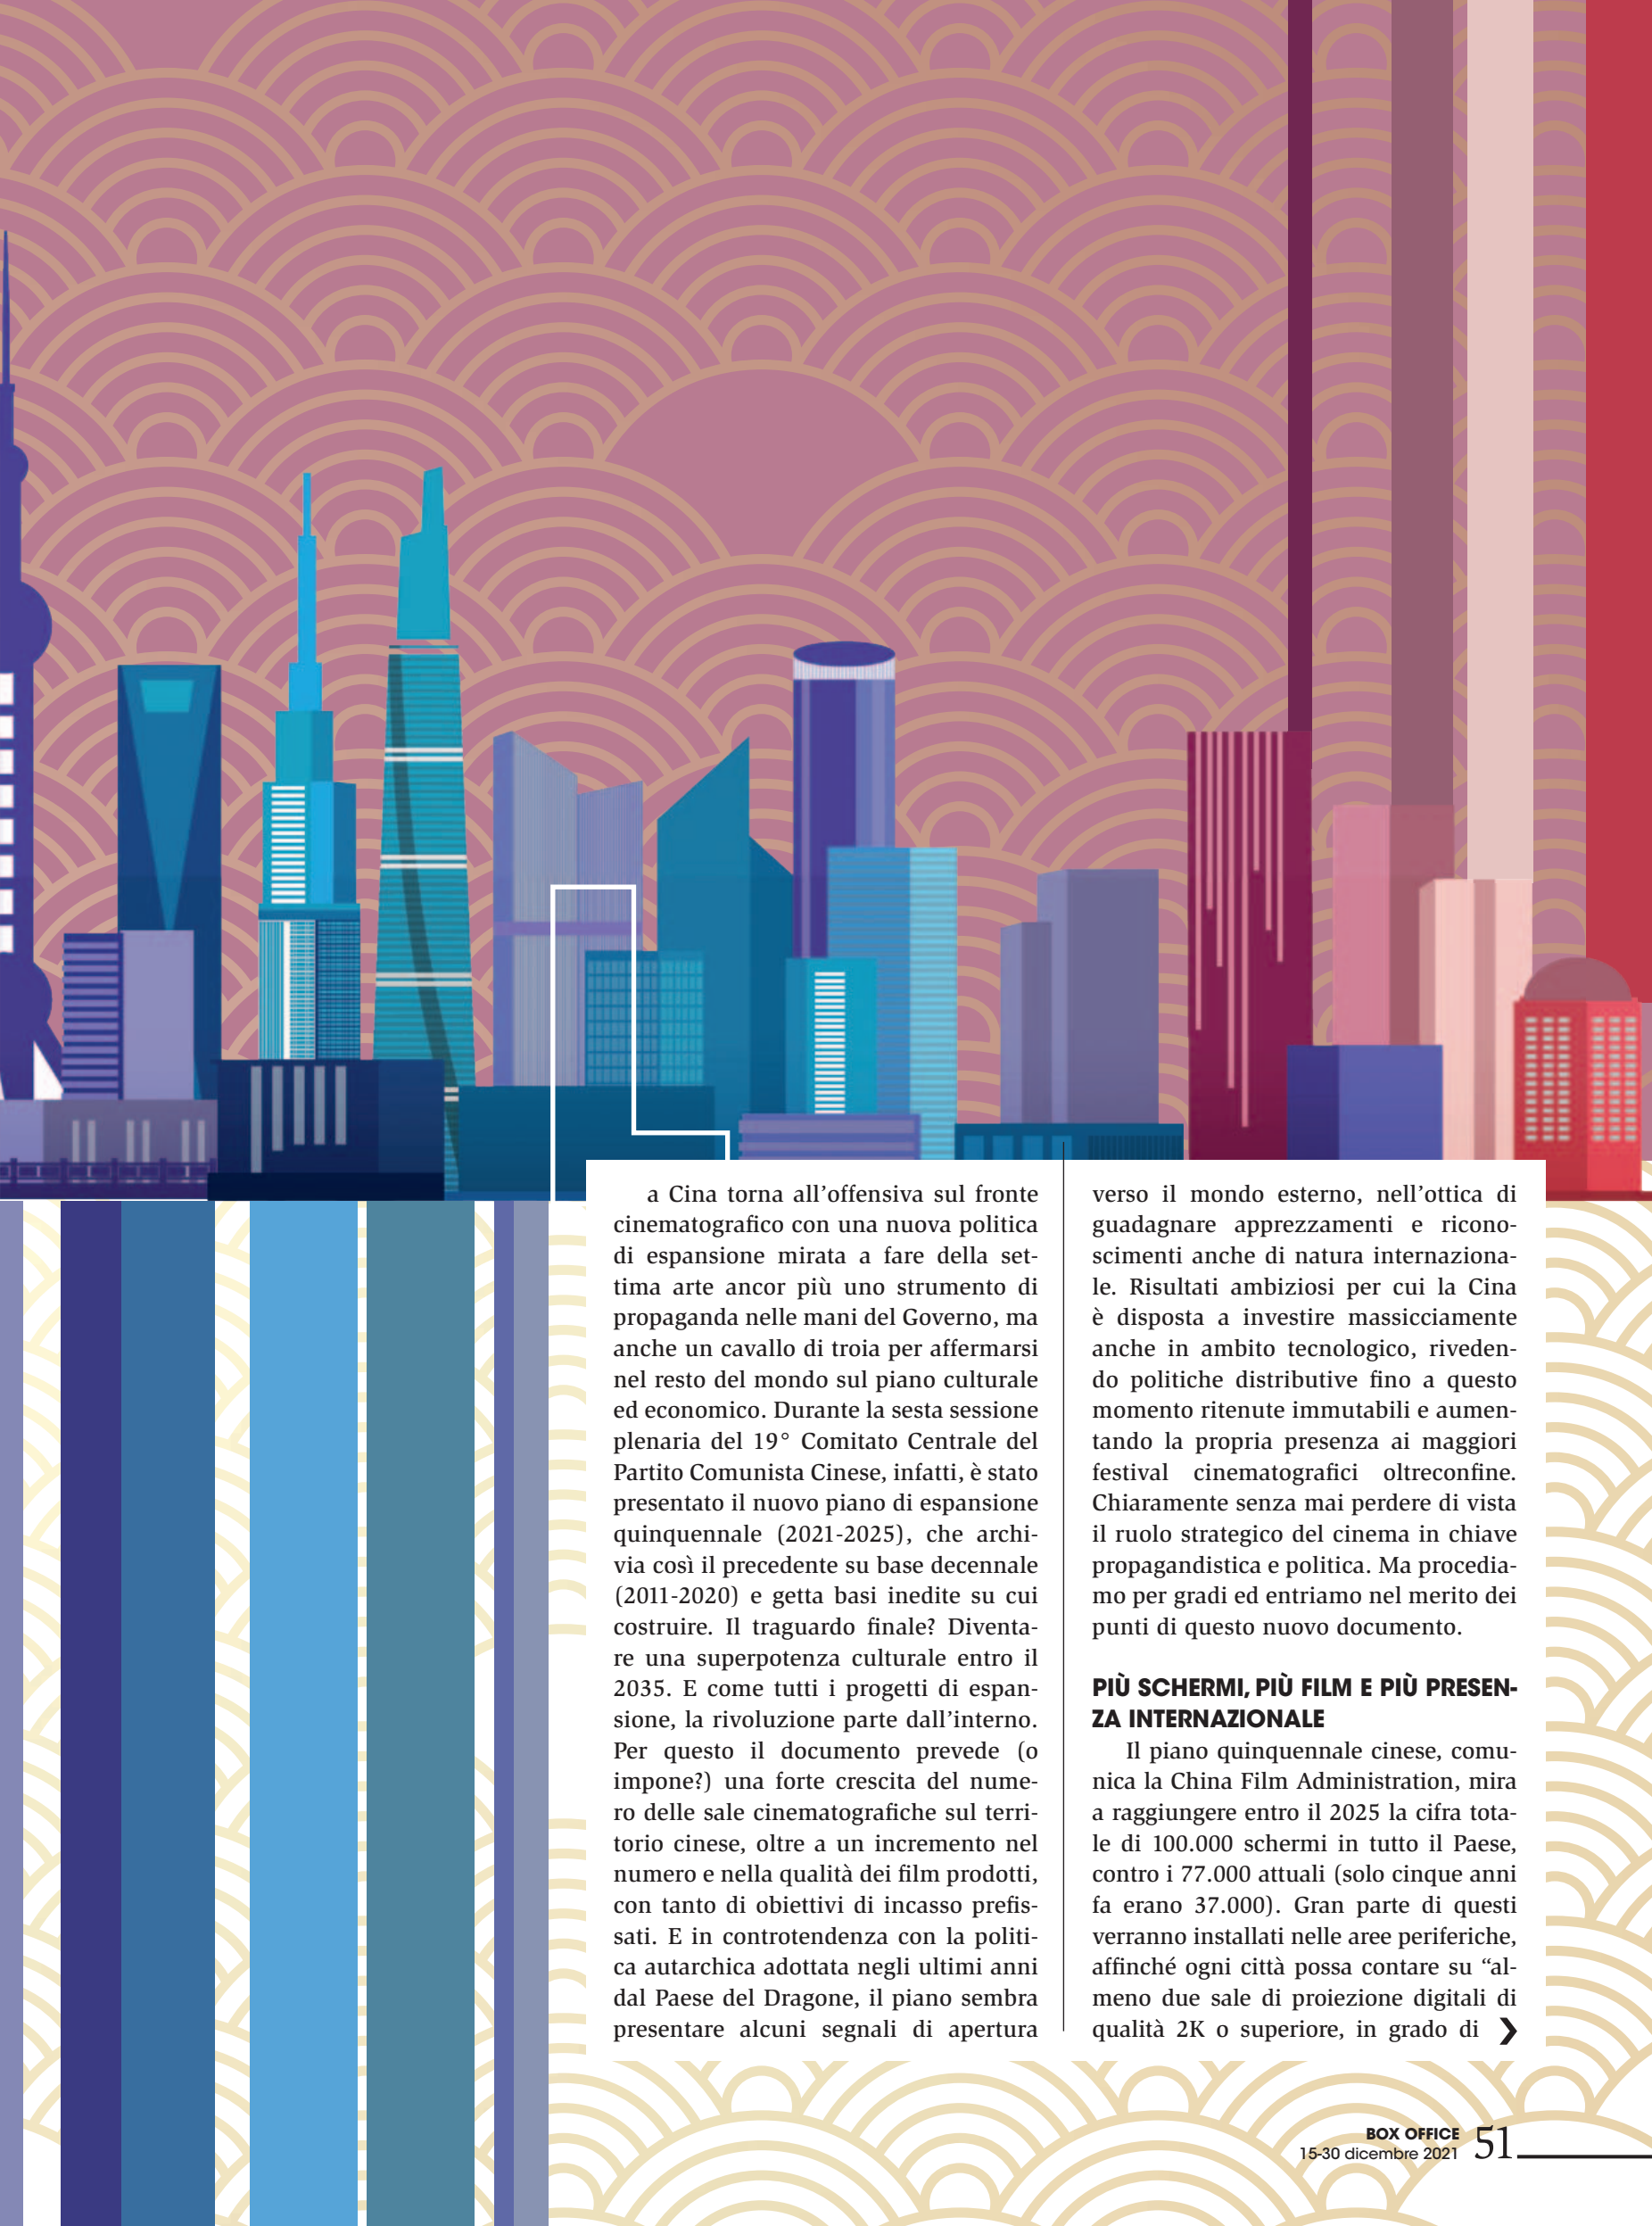 L
a Cina torna all’offensiva sul fronte
cinematografico con una nuova politica
di espansione mirata a fare della set-
tima arte ancor più uno strumento di
propaganda nelle mani del Governo, ma
anche un cavallo di troia per affermarsi
nel resto del mondo sul piano culturale
ed economico. Durante la sesta sessione
plenaria del 19° Comitato Centrale del
Partito Comunista Cinese, infatti, è stato
presentato il nuovo piano di espansione
quinquennale (2021-2025), che archi-
via così il precedente su base decennale
(2011-2020) e getta basi inedite su cui
costruire. Il traguardo finale? Diventa-
re una superpotenza culturale entro il
2035. E come tutti i progetti di espan-
sione, la rivoluzione parte dall’interno.
Per questo il documento prevede (o
impone?) una forte crescita del nume-
ro delle sale cinematografiche sul terri-
torio cinese, oltre a un incremento nel
numero e nella qualità dei film prodotti,
con tanto di obiettivi di incasso prefis-
sati. E in controtendenza con la politi-
ca autarchica adottata negli ultimi anni
dal Paese del Dragone, il piano sembra
presentare alcuni segnali di apertura
verso il mondo esterno, nell’ottica di
guadagnare apprezzamenti e ricono-
scimenti anche di natura internaziona-
le. Risultati ambiziosi per cui la Cina
è disposta a investire massicciamente
anche in ambito tecnologico, riveden-
do politiche distributive fino a questo
momento ritenute immutabili e aumen-
tando la propria presenza ai maggiori
festival cinematografici oltreconfine.
Chiaramente senza mai perdere di vista
il ruolo strategico del cinema in chiave
propagandistica e politica. Ma procedia-
mo per gradi ed entriamo nel merito dei
punti di questo nuovo documento.
PIÙ SCHERMI, PIÙ FILM E PIÙ PRESEN-
ZA INTERNAZIONALE
Il piano quinquennale cinese, comu-
nica la China Film Administration, mira
a raggiungere entro il 2025 la cifra tota-
le di 100.000 schermi in tutto il Paese,
contro i 77.000 attuali (solo cinque anni
fa erano 37.000). Gran parte di questi
verranno installati nelle aree periferiche,
affinché ogni città possa contare su “al-
meno due sale di proiezione digitali di
qualità 2K o superiore, in grado di ❯
BOX OFFICE
15-30 dicembre 2021 51